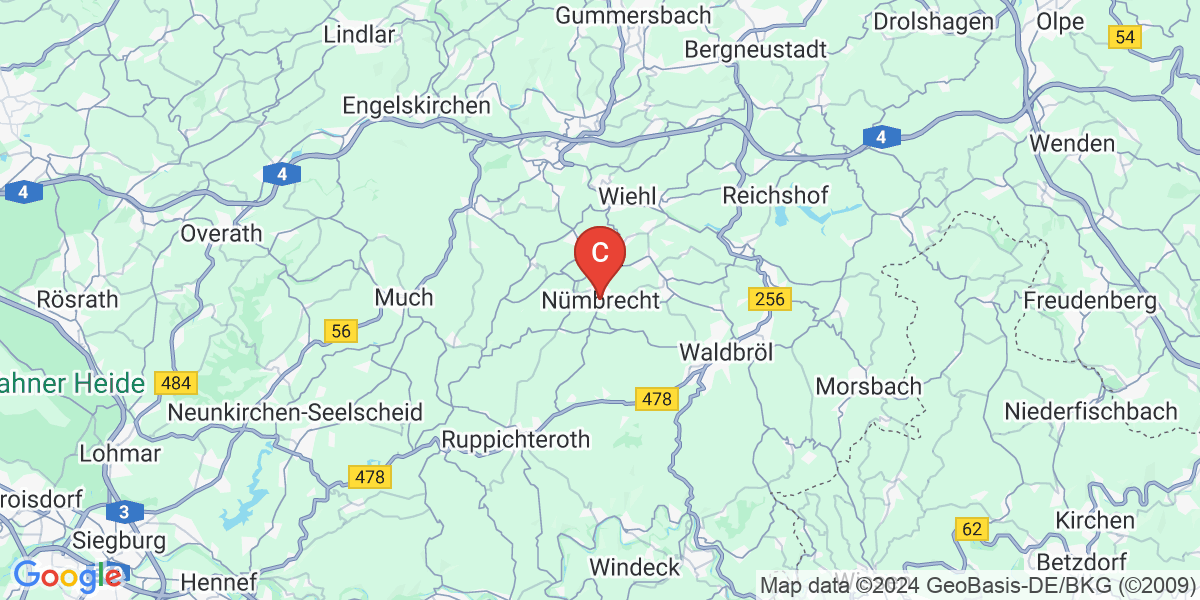 Gummersbach
Drolshagen
Olpe
Lindlar
54
Bergneustadt
Engelskirchen
4
Wenden
4
4
Wiehl
Reichshof
Overath
C
Rösrath
Much
Nümbrecht
256
Freudenberg
56
Waldbröl
ahner Heide
484
Morsbach
478
Neunkirchen-Seelscheid
Niederfischbach
Ruppichteroth
Lohmar
478
roisdorf
3
Kirchen
62
Siegburg
Betzdorf
Windeck
Google
Hennef
Map data ©2024 GeoBasis-DE/BKG (©2009)